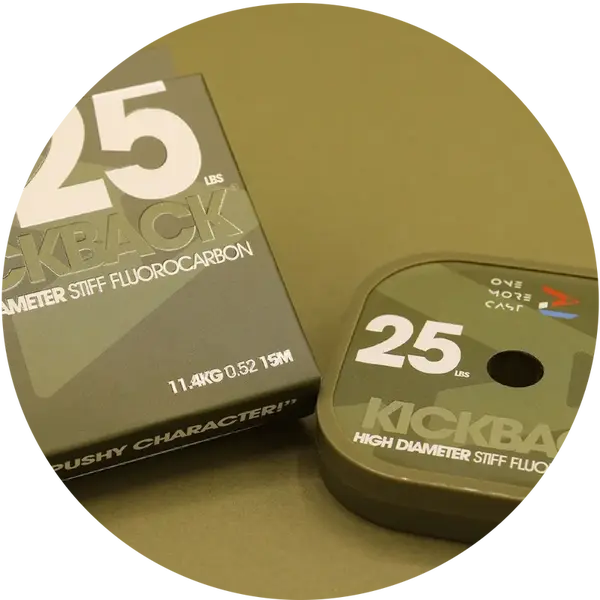 25
LBS
CKBACK
AMETER STIFF FLUOROCARBON
11.4KG 0.52 15M
PUSHY CHARACTER!”
ONE
MORE
CAST
25
LBS
KICKBAC
HIGH DIAMETER STIFF FLUO